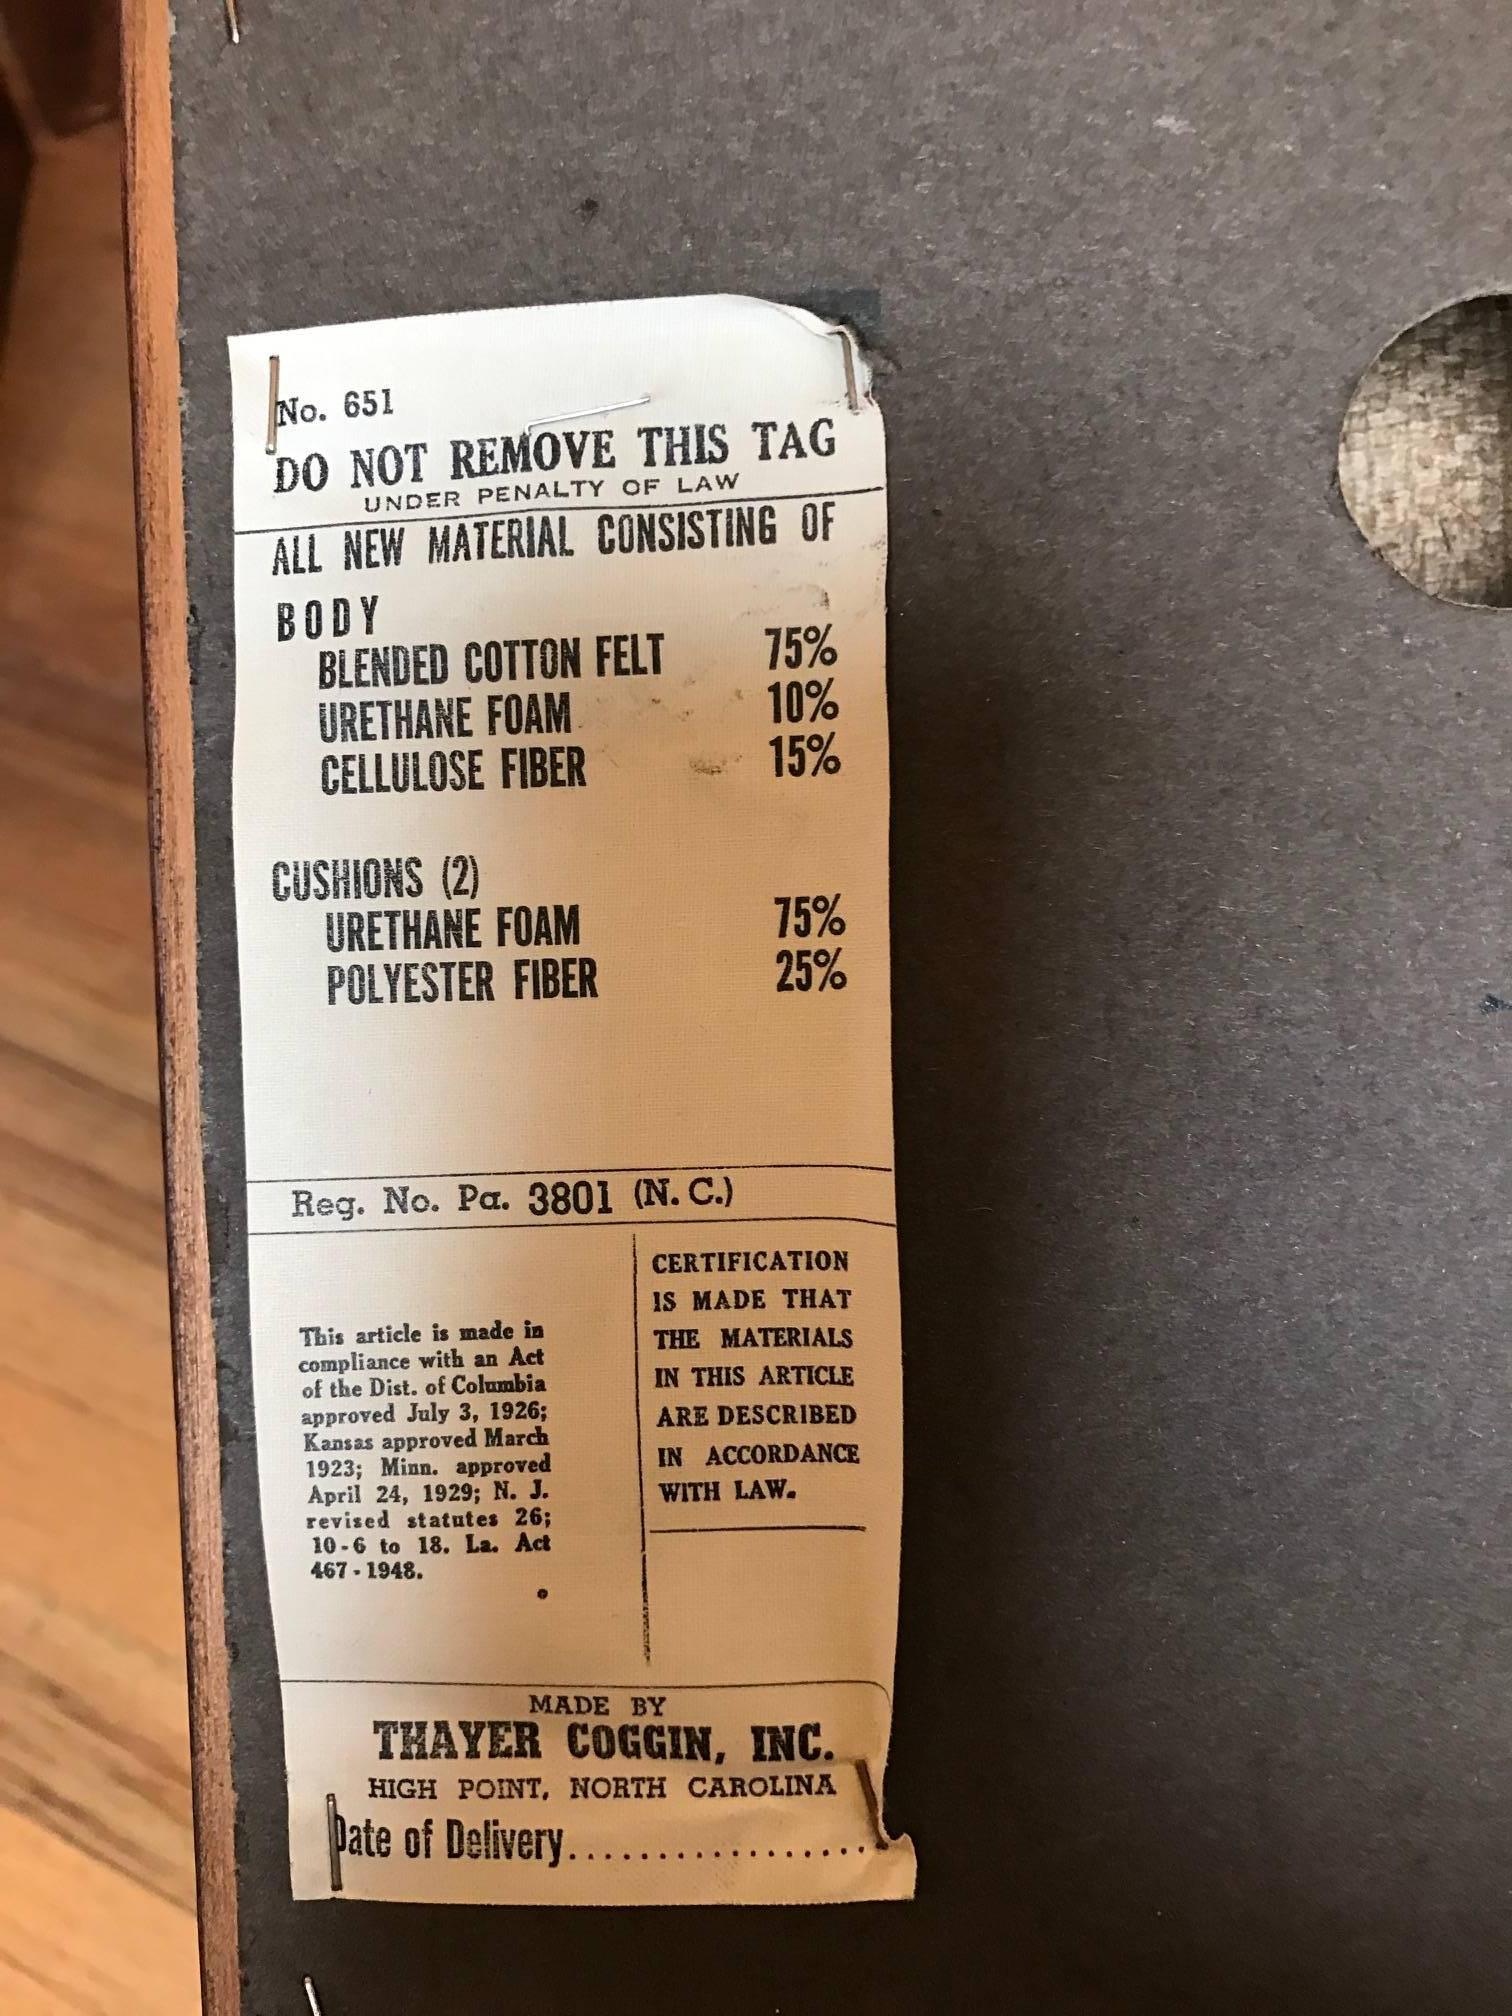 No. 651
DO NOT REMOVE THIS TAG
UNDER PENALTY OF LAW
ALL NEW MATERIAL CONSISTING OF
BODY
BLENDED COTTON FELT 75%
URETHANE FOAM 10%
CELLULOSE FIBER 15%
CUSHIONS (2)
URETHANE FOAM 75%
POLYESTER FIBER 25%
Reg. No. Pa. 3801 (N. C.)
This article is made in
compliance with an Act
of the Dist. of Columbia
approved July 3, 1926;
Kansas approved March
1923; Minn. approved
April 24, 1929; N. J.
revised statutes 26;
10-6 to 18. La. Act
467-1948.
CERTIFICATION
IS MADE THAT
THE MATERIALS
IN THIS ARTICLE
ARE DESCRIBED
IN ACCORDANCE
WITH LAW.
MADE BY
THAYER COGGIN, INC.
HIGH POINT, NORTH CAROLINA
Date of Delivery...................